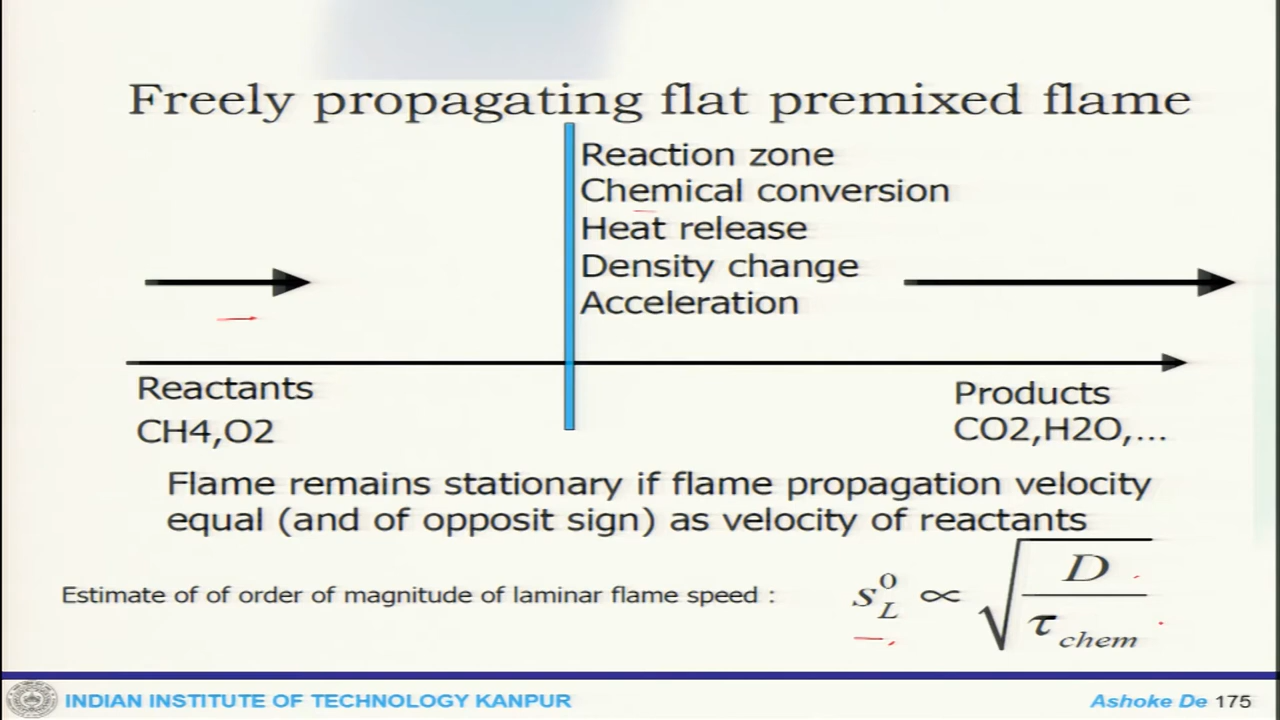 Freely propagating flat premixed flame
Reaction zone
Chemical conversion
Heat release
Density change
Acceleration
Reactants
CH4,O2
Products
CO2,H2O,...
Flame remains stationary if flame propagation velocity
equal (and of opposit sign) as velocity of reactants
Estimate of of order of magnitude of laminar flame speed :
s_L^0 ∝ √(D/τ_chem)
INDIAN INSTITUTE OF TECHNOLOGY KANPUR
Ashoke De 175